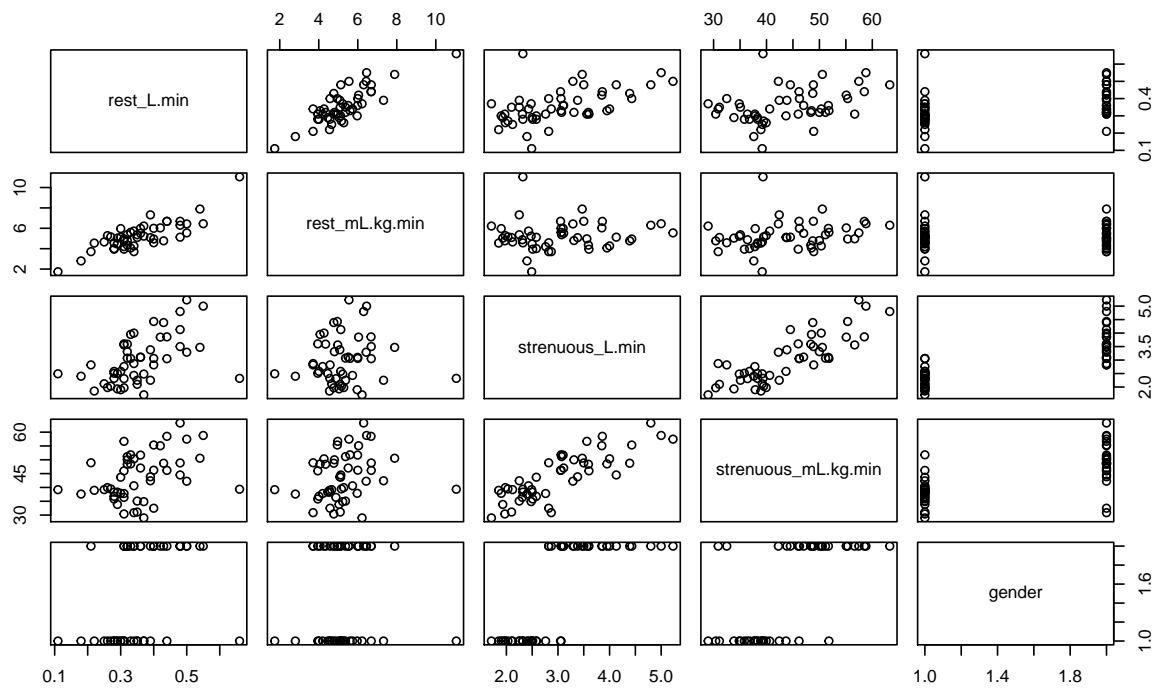 2 4 6 8 10
30 40 50 60
rest_L.min
0.1 0.4
2 6 10
rest_mL.kg.min
strenuous_L.min
2.0 3.5 5.0
30 45 60
strenuous_mL.kg.min
gender
1.0 1.6
0.1 0.3 0.5
2.0 3.0 4.0 5.0
1.0 1.4 1.8